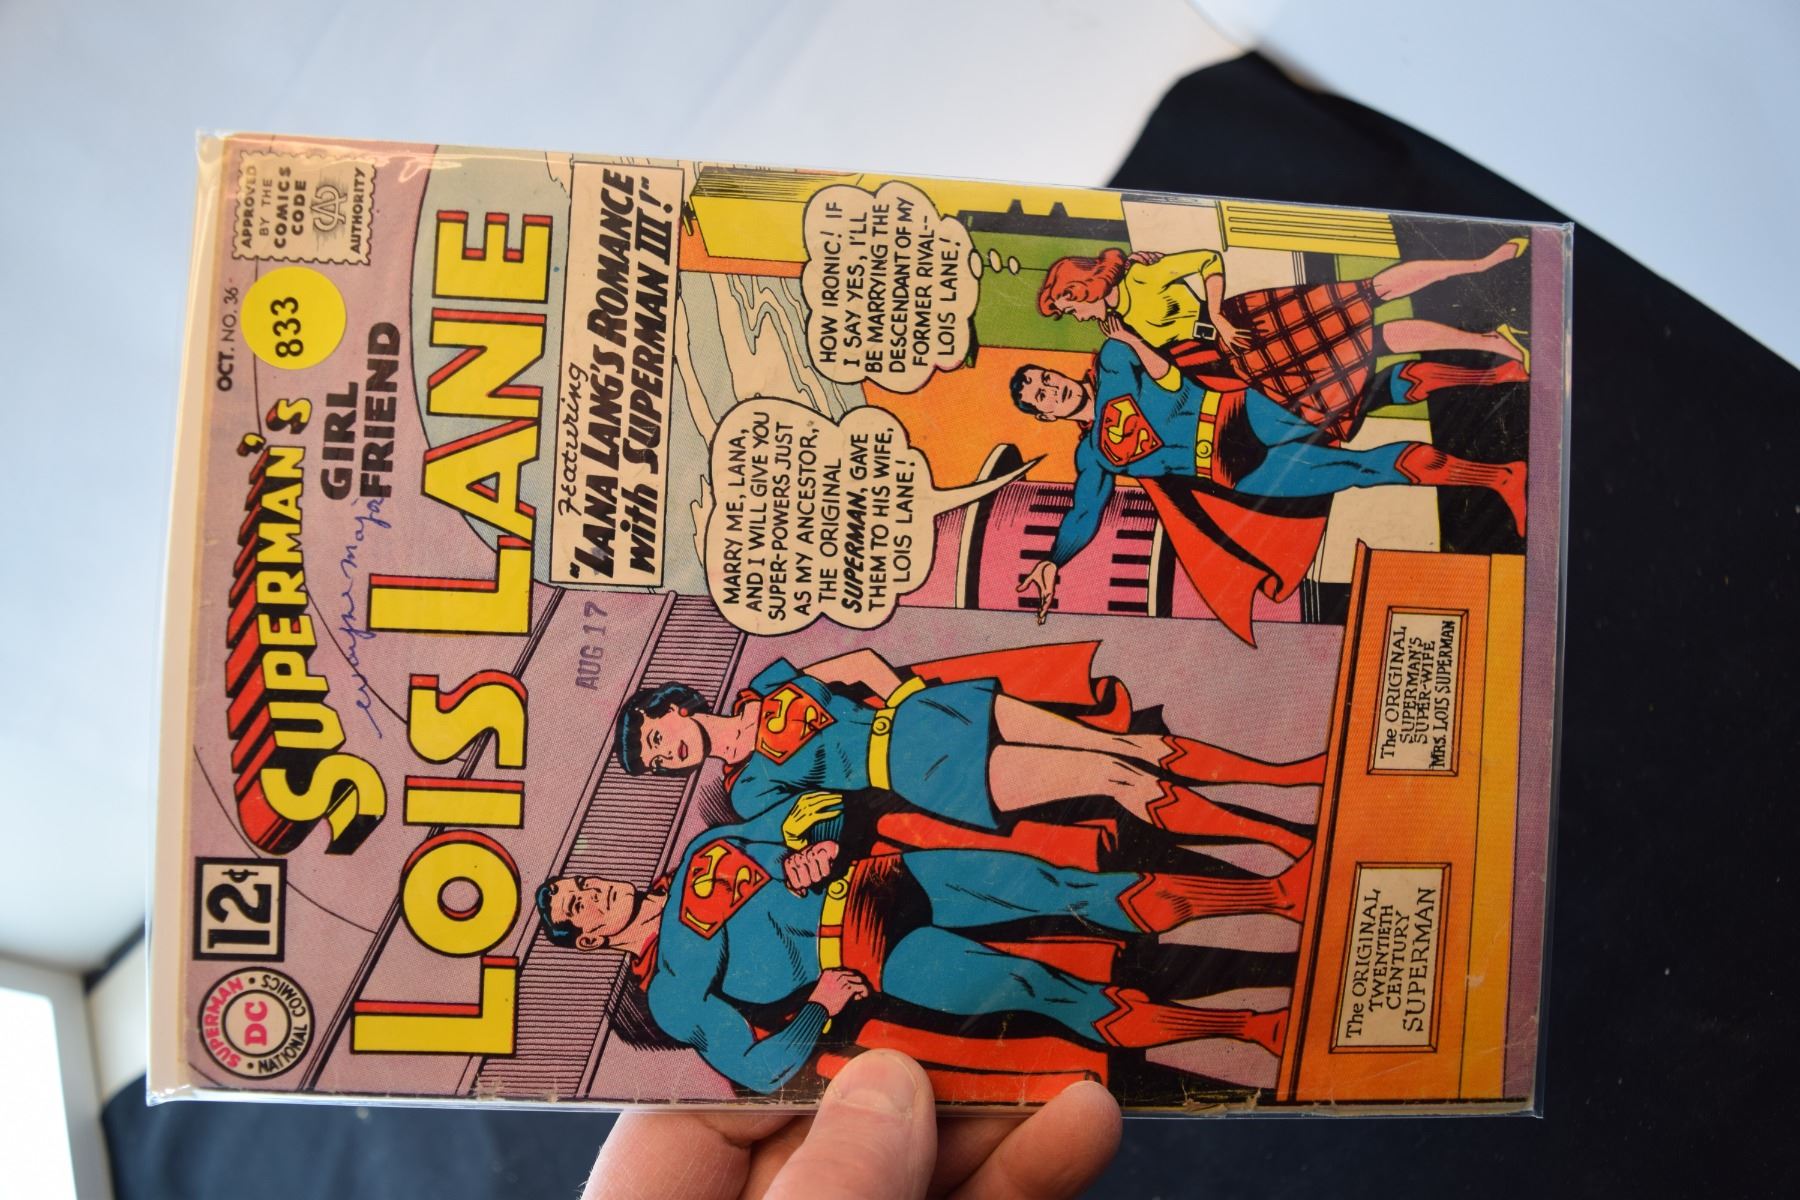 SUPERMAN
DC
NATIONAL COMICS
12¢
OCT. NO. 36
833
APPROVED
BY THE
COMICS
CODE
CA
AUTHORITY
SUPERMAN'S
GIRL
FRIEND
LOIS LANE
Featuring
"LANA LANG'S ROMANCE
with SUPERMAN III!"
AUG 17
MARRY ME, LANA,
AND I WILL GIVE YOU
SUPER-POWERS JUST
AS MY ANCESTOR,
THE ORIGINAL
SUPERMAN, GAVE
THEM TO HIS WIFE,
LOIS LANE!
HOW IRONIC! IF
I SAY YES, I'LL
BE MARRYING THE
DESCENDANT OF MY
FORMER RIVAL--
LOIS LANE!
The ORIGINAL
TWENTIETH
CENTURY
SUPERMAN
The ORIGINAL
SUPERMAN'S
SUPER-WIFE
MRS. LOIS SUPERMAN